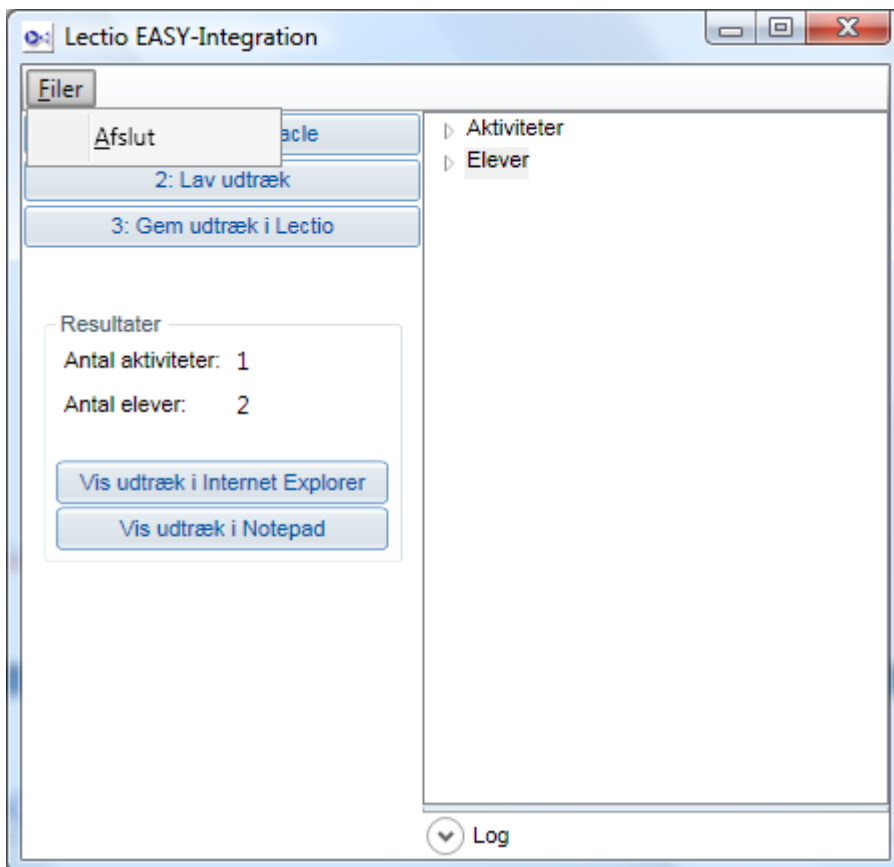 Lectio EASY-Integration
Filer
Afslut
acle
2: Lav udtræk
3: Gem udtræk i Lectio
Resultater
Antal aktiviteter: 1
Antal elever: 2
Vis udtræk i Internet Explorer
Vis udtræk i Notepad
Aktiviteter
Elever
Log